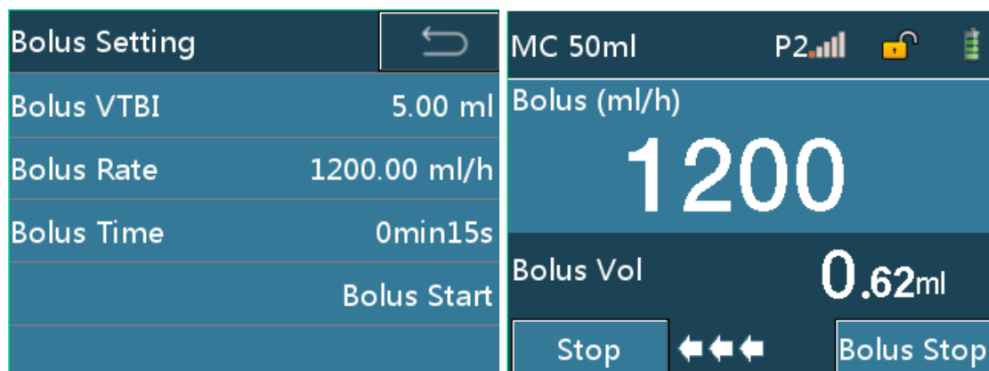 Bolus Setting
Bolus VTBI 5.00 ml
Bolus Rate 1200.00 ml/h
Bolus Time 0min15s
Bolus Start
MC 50ml P2
Bolus (ml/h)
1200
Bolus Vol 0.62ml
Stop Bolus Stop